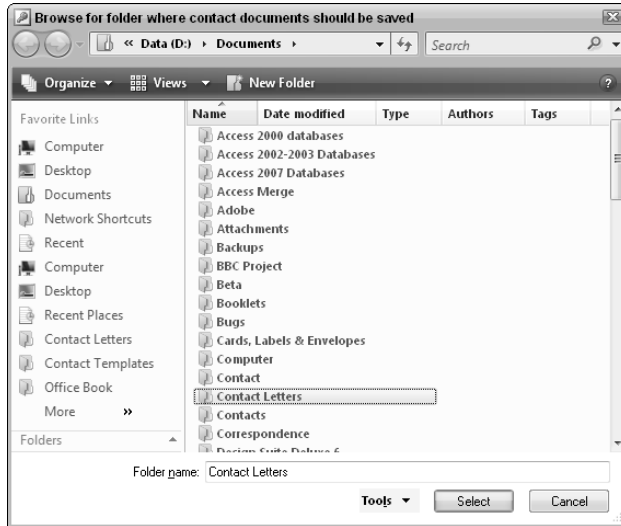 Browse for folder where contact documents should be saved
« Data (D:) ▸ Documents ▸ Search
Organize Views New Folder ?
Favorite Links
Computer
Desktop
Documents
Network Shortcuts
Recent
Computer
Desktop
Recent Places
Contact Letters
Contact Templates
Office Book
More »
Folders
Name Date modified Type Authors Tags
Access 2000 databases
Access 2002-2003 Databases
Access 2007 Databases
Access Merge
Adobe
Attachments
Backups
BBC Project
Beta
Booklets
Bugs
Cards, Labels & Envelopes
Computer
Contact
Contact Letters
Contacts
Correspondence
Design Suite Deluxe 6
Folder name: Contact Letters
Tools Select Cancel